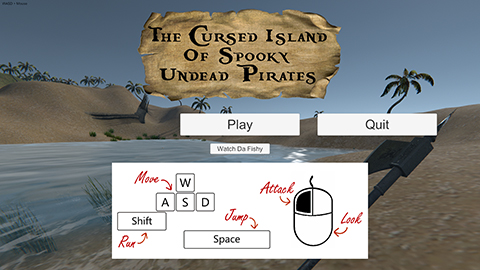 The Cursed Island
Of Spooky
Undead Pirates
Play
Quit
Watch Da Fishy
Move
W
A S D
Shift
Run
Jump
Space
Attack
Look